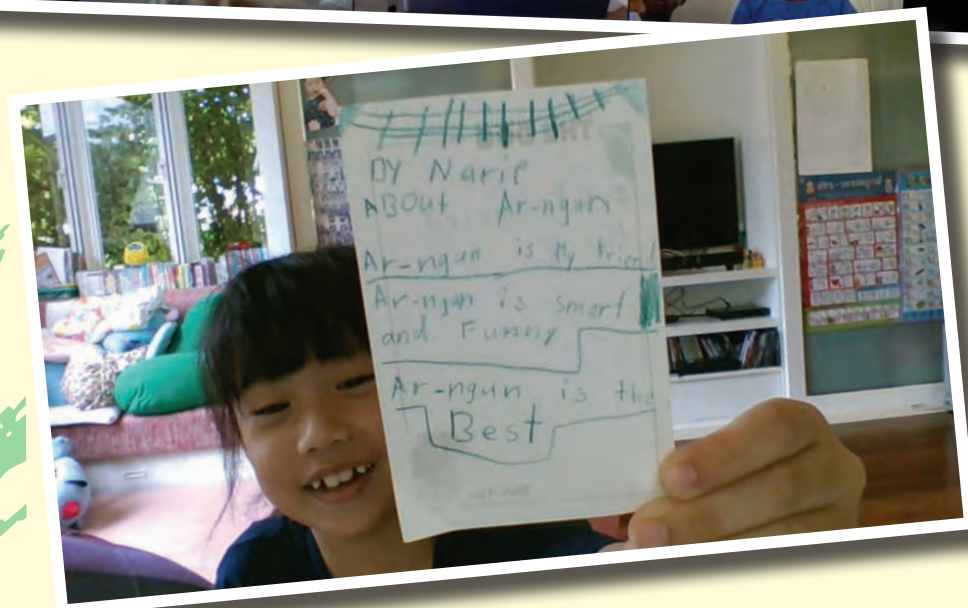 BY Narie
ABOUt Ar-ngun
Ar-ngun is My Friend
Ar-ngun is smart
and Funny
Ar-ngun is the
Best